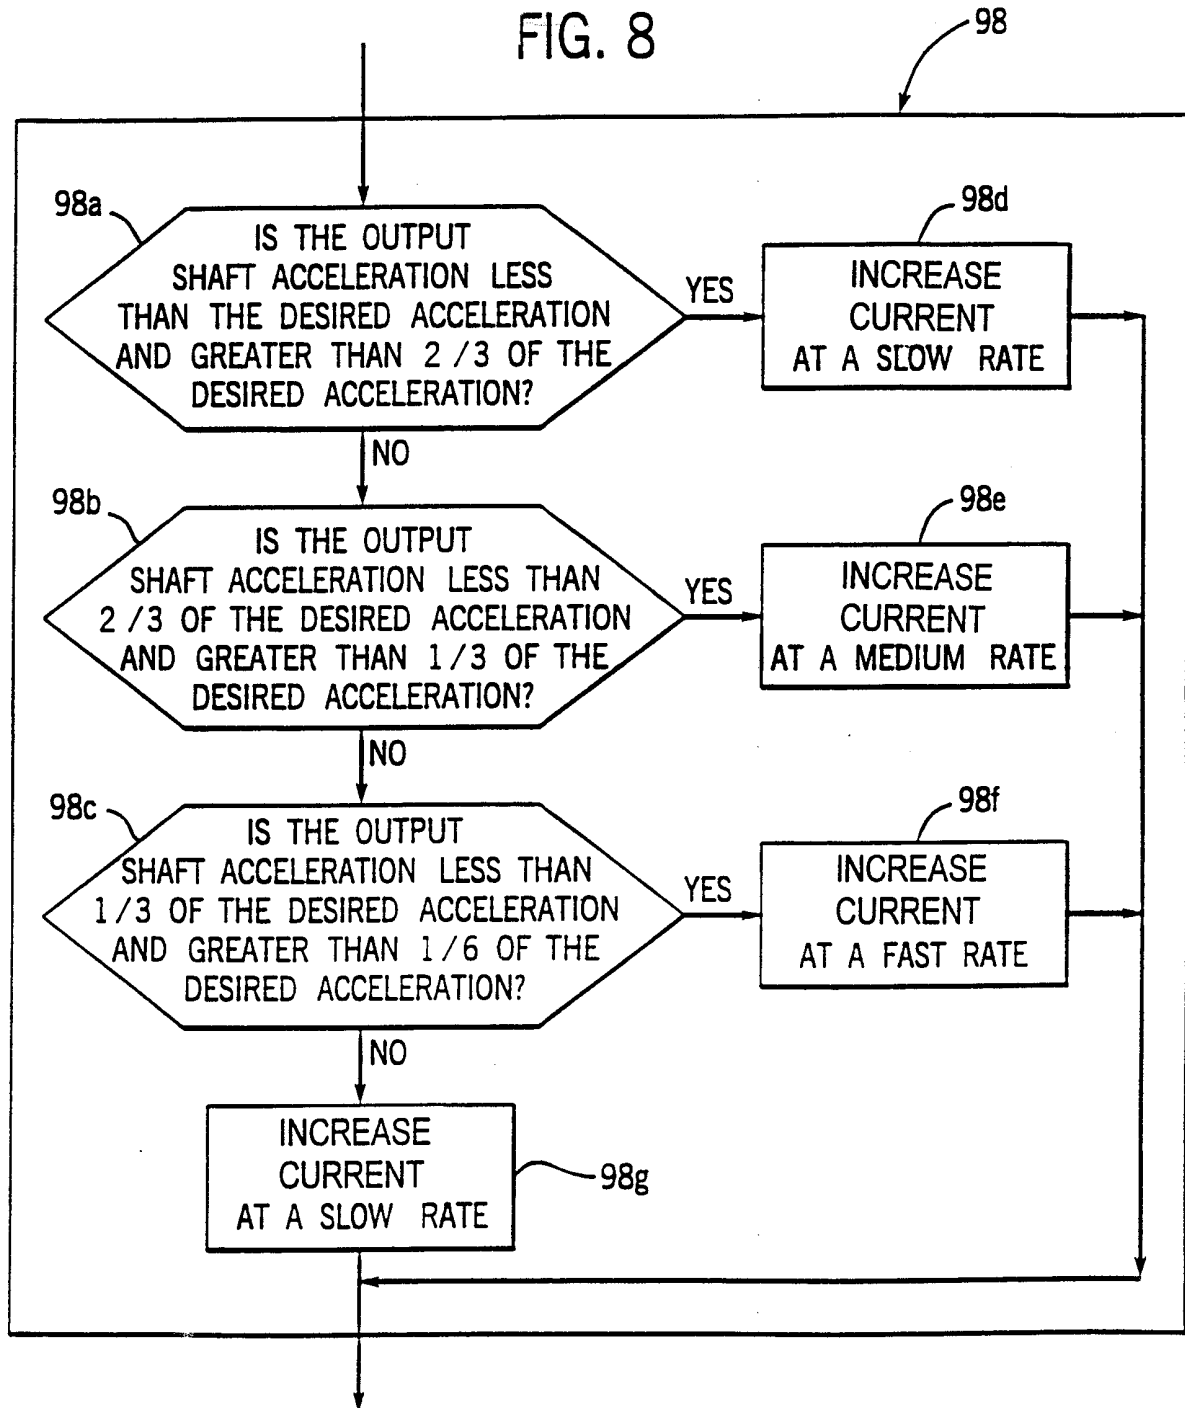 FIG. 8
98
98a
IS THE OUTPUT
SHAFT ACCELERATION LESS
THAN THE DESIRED ACCELERATION
AND GREATER THAN 2/3 OF THE
DESIRED ACCELERATION?
YES
98d
INCREASE
CURRENT
AT A SLOW RATE
NO
98b
IS THE OUTPUT
SHAFT ACCELERATION LESS THAN
2/3 OF THE DESIRED ACCELERATION
AND GREATER THAN 1/3 OF THE
DESIRED ACCELERATION?
YES
98e
INCREASE
CURRENT
AT A MEDIUM RATE
NO
98c
IS THE OUTPUT
SHAFT ACCELERATION LESS THAN
1/3 OF THE DESIRED ACCELERATION
AND GREATER THAN 1/6 OF THE
DESIRED ACCELERATION?
YES
98f
INCREASE
CURRENT
AT A FAST RATE
NO
INCREASE
CURRENT
AT A SLOW RATE
98g